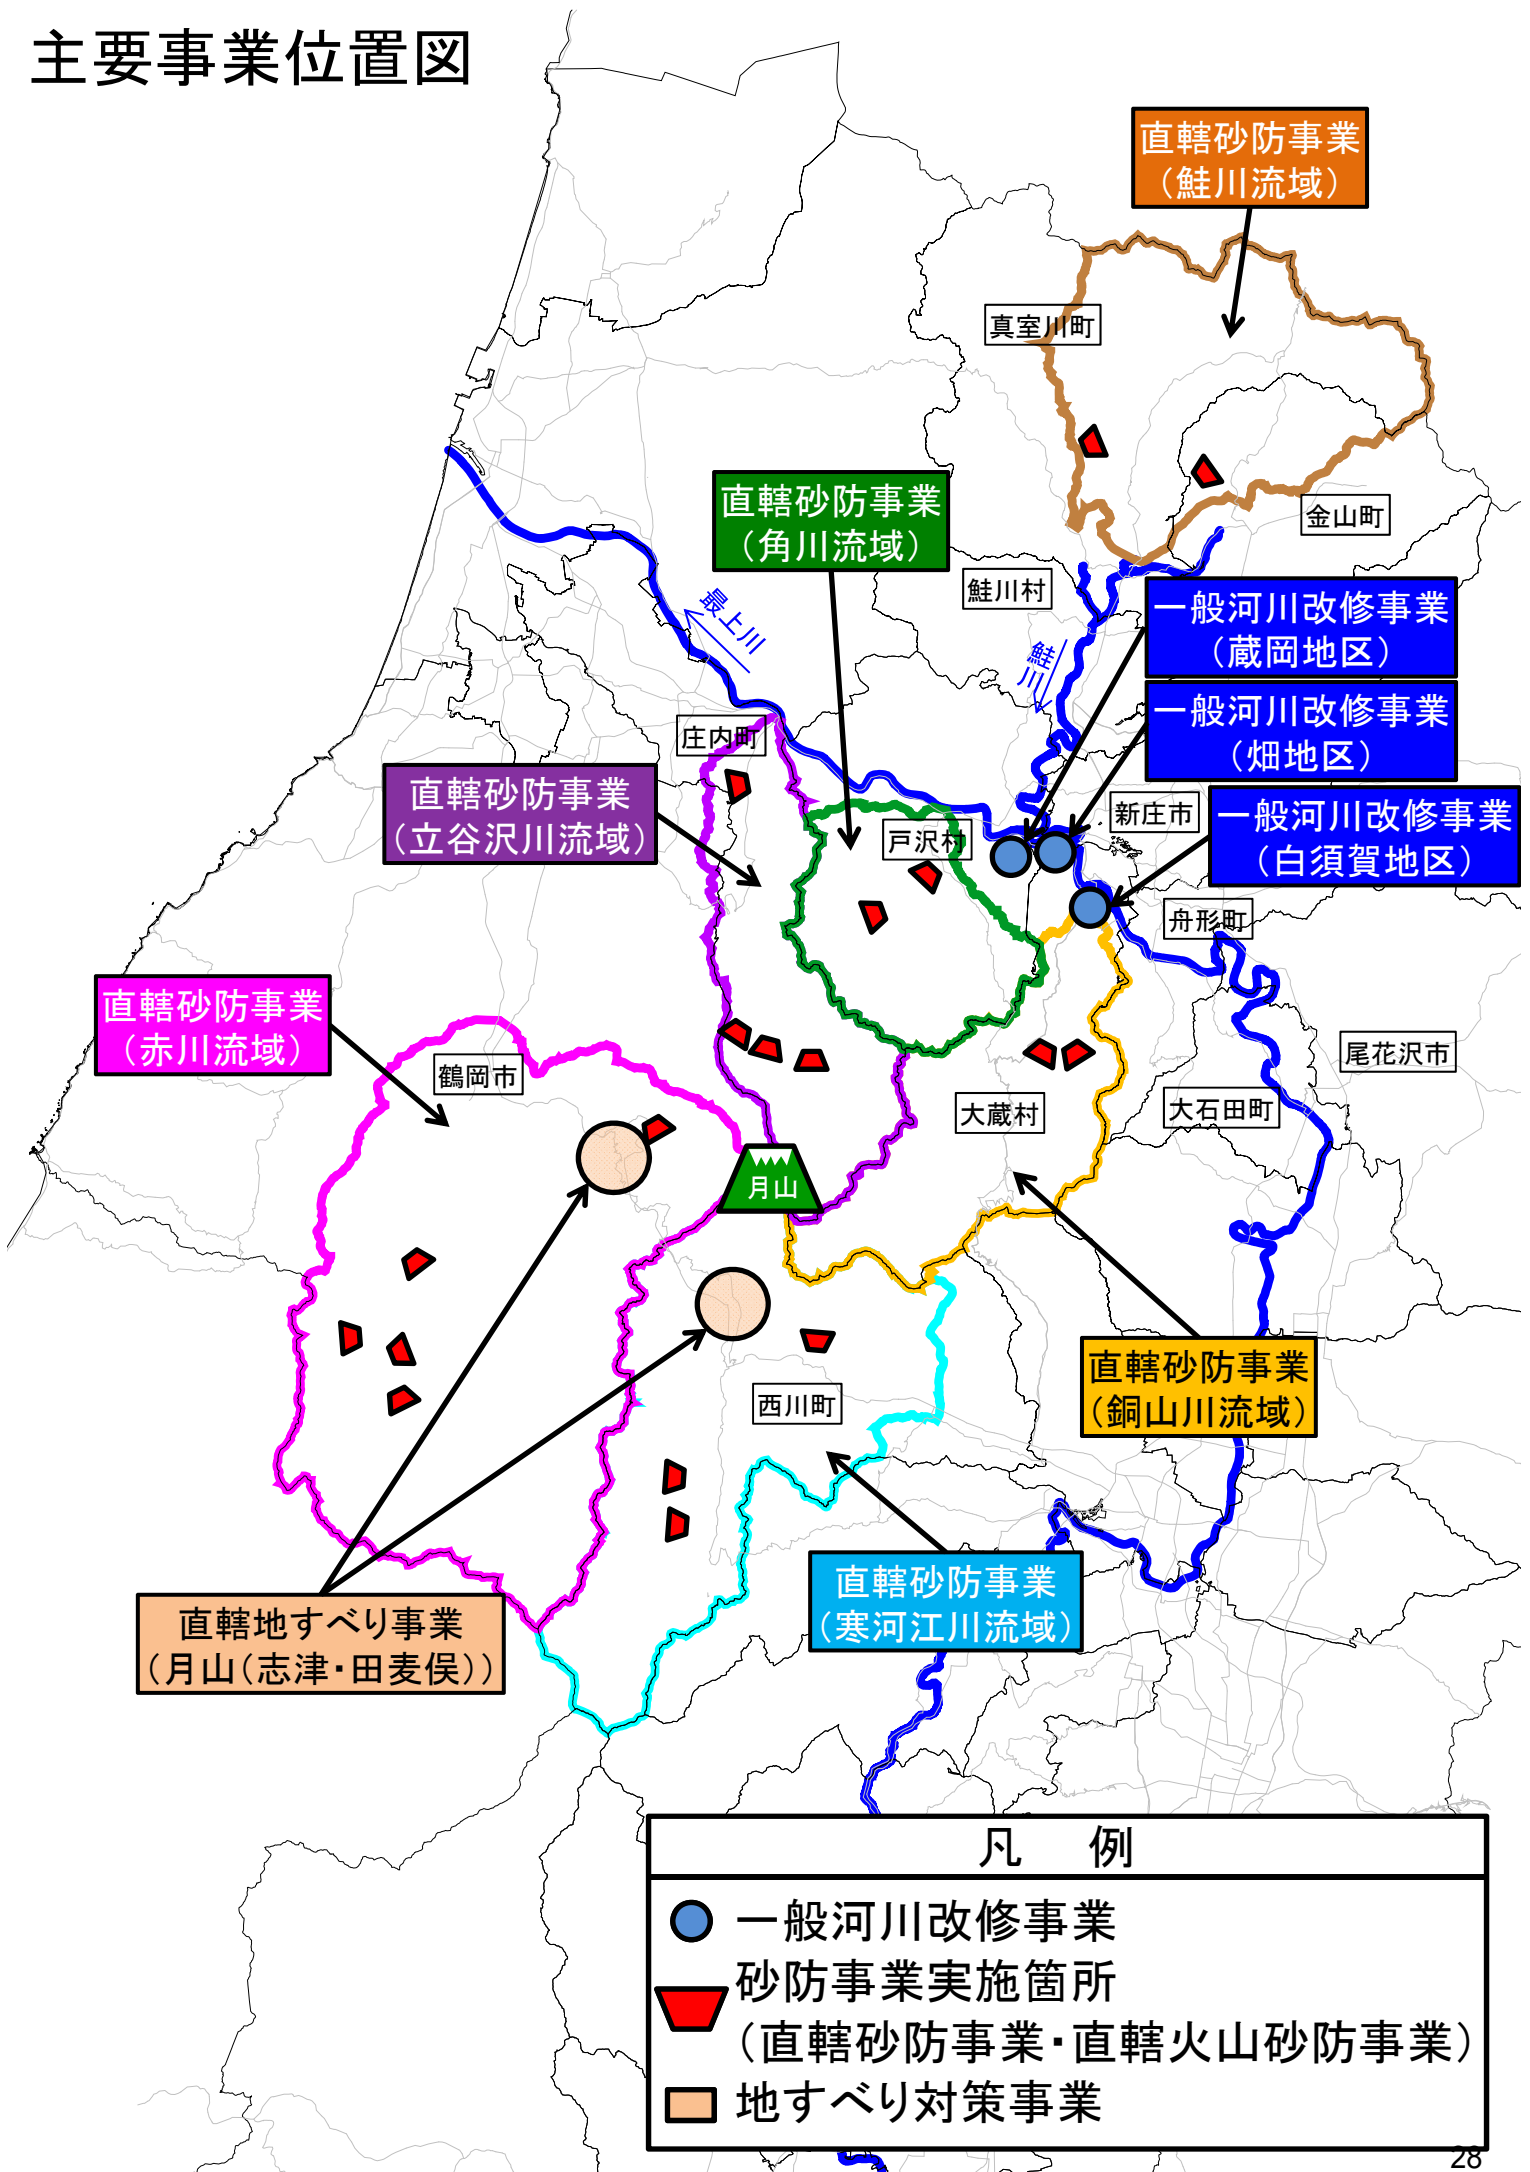 主要事業位置図
直轄砂防事業
（鮭川流域）
真室川町
直轄砂防事業
（角川流域）
金山町
鮭川村
一般河川改修事業
（蔵岡地区）
最上川
鮭川
一般河川改修事業
（畑地区）
庄内町
直轄砂防事業
（立谷沢川流域）
新庄市
一般河川改修事業
（白須賀地区）
戸沢村
舟形町
直轄砂防事業
（赤川流域）
鶴岡市
尾花沢市
大蔵村
大石田町
月山
直轄砂防事業
（銅山川流域）
西川町
直轄砂防事業
（寒河江川流域）
直轄地すべり事業
（月山（志津・田麦俣））
凡　例
一般河川改修事業
砂防事業実施箇所
（直轄砂防事業・直轄火山砂防事業）
地すべり対策事業
28